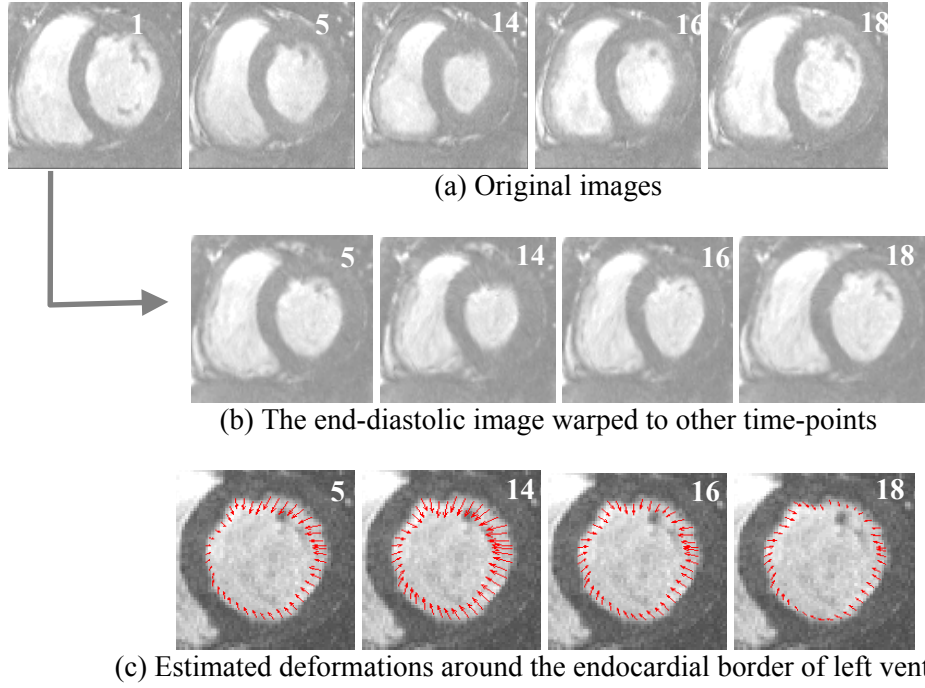 1 5 14 16 18
(a) Original images
5 14 16 18
(b) The end-diastolic image warped to other time-points
5 14 16 18
(c) Estimated deformations around the endocardial border of left vent